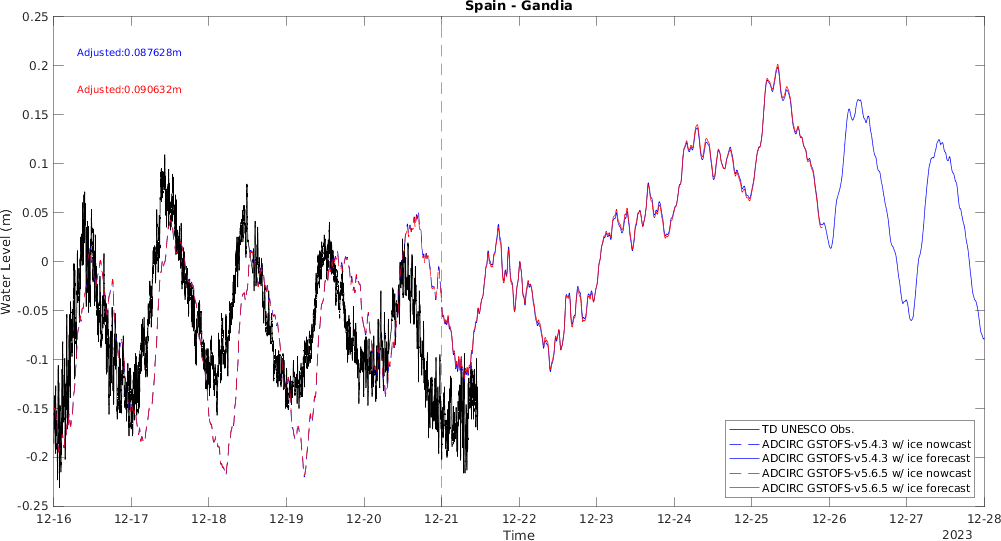 Spain - Gandia
0.25
Adjusted:0.087628m
0.2
Adjusted:0.090632m
0.15
0.1
0.05
0
-0.05
-0.1
-0.15
-0.2
-0.25
Water Level (m)
TD UNESCO Obs.
ADCIRC GSTOFS-v5.4.3 w/ ice nowcast
ADCIRC GSTOFS-v5.4.3 w/ ice forecast
ADCIRC GSTOFS-v5.6.5 w/ ice nowcast
ADCIRC GSTOFS-v5.6.5 w/ ice forecast
12-16 12-17 12-18 12-19 12-20 12-21 12-22 12-23 12-24 12-25 12-26 12-27 12-28
Time
2023